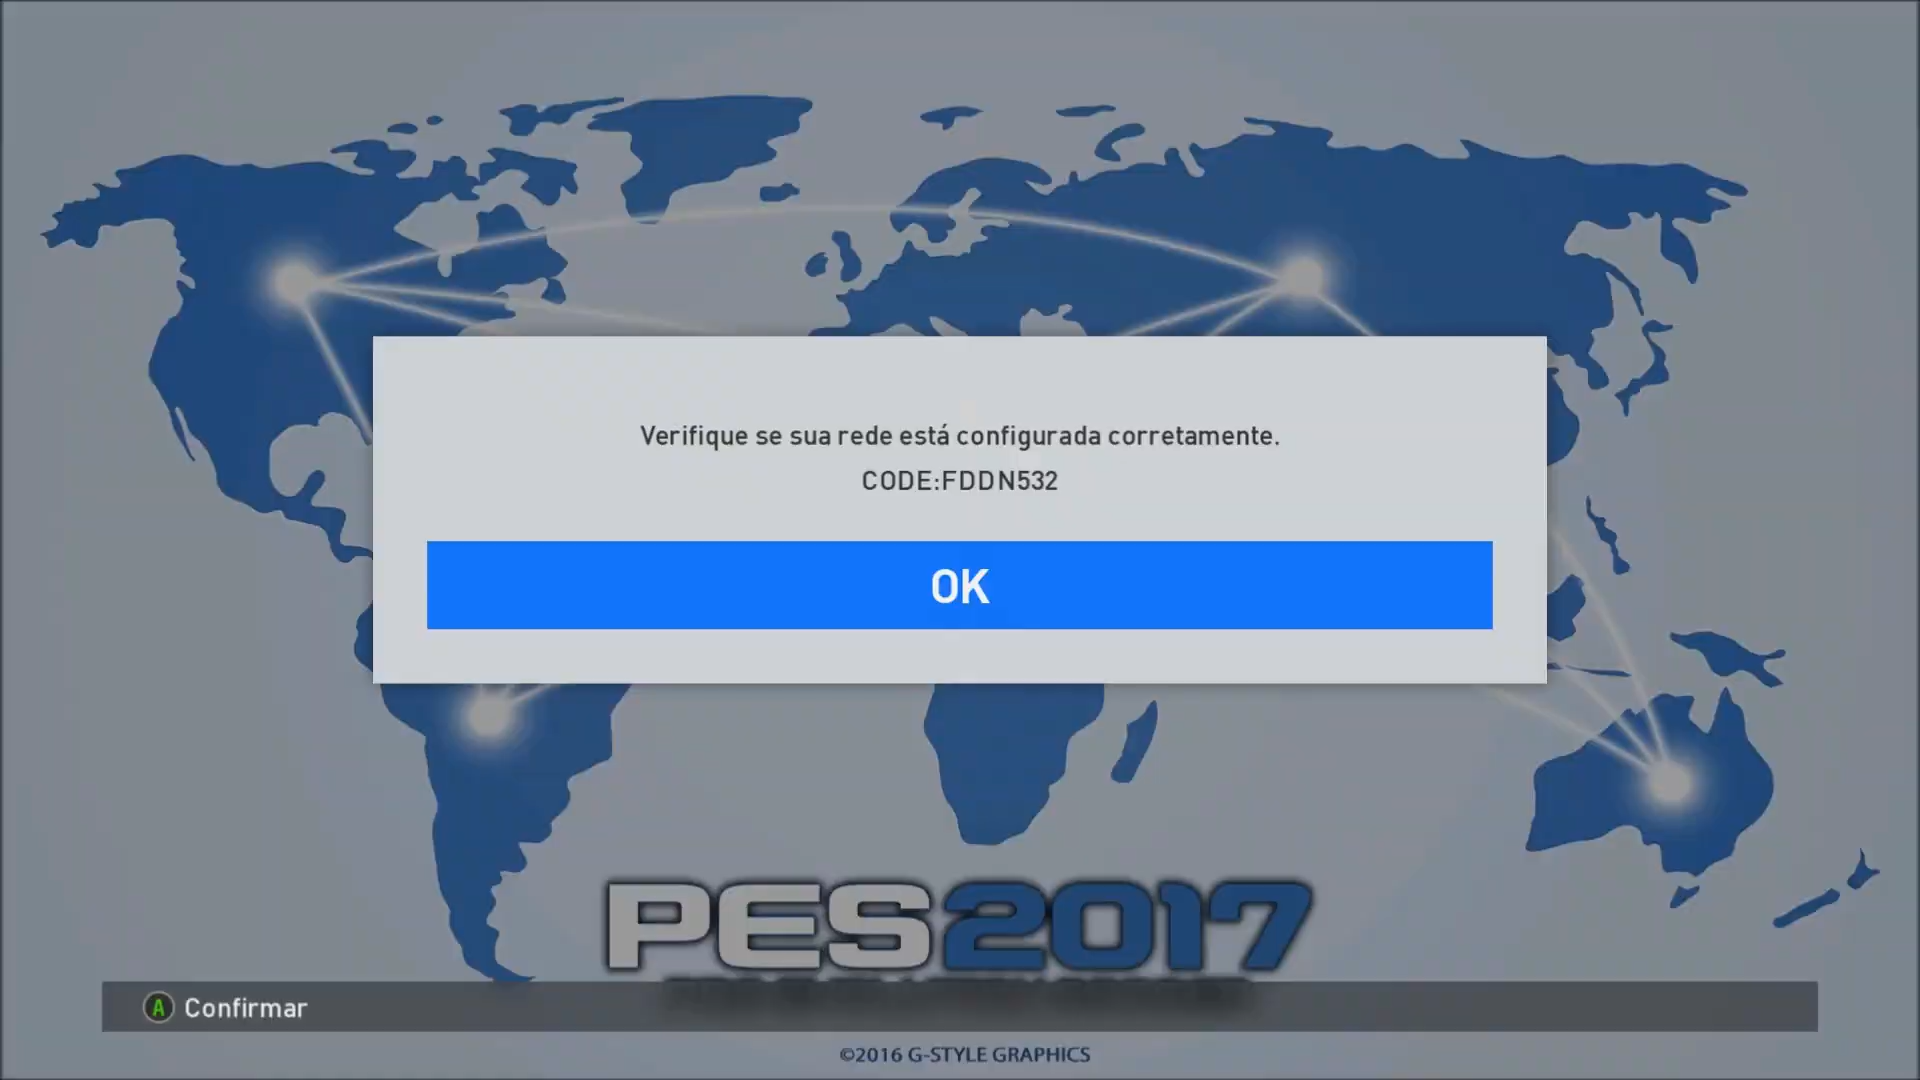 Verifique se sua rede está configurada corretamente.
CODE:FDDN532
OK
PES2017
A Confirmar
©2016 G-STYLE GRAPHICS